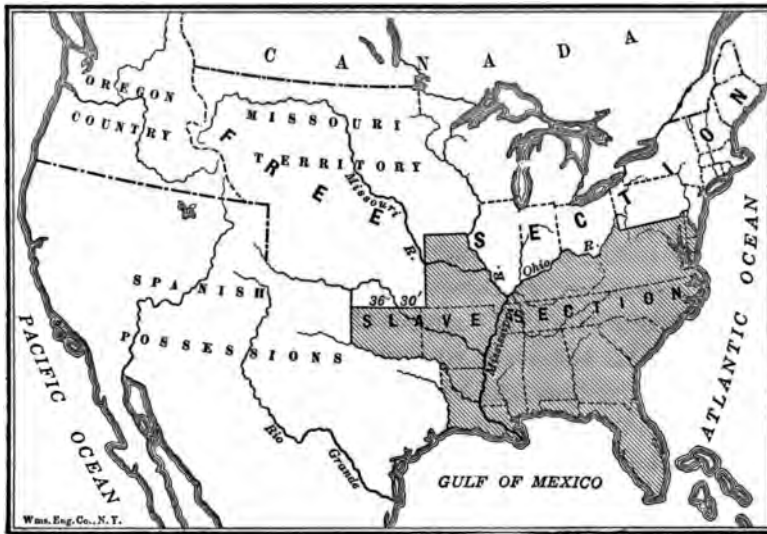 CANADA
OREGON
COUNTRY
MISSOURI
TERRITORY
FREE SECTION
Missouri
R.
Ohio
R.
R.
Mississippi
36° 30′
SLAVE SECTION
SPANISH
POSSESSIONS
Rio
Grande
PACIFIC
OCEAN
ATLANTIC OCEAN
GULF OF MEXICO
Wms. Eng. Co., N. Y.